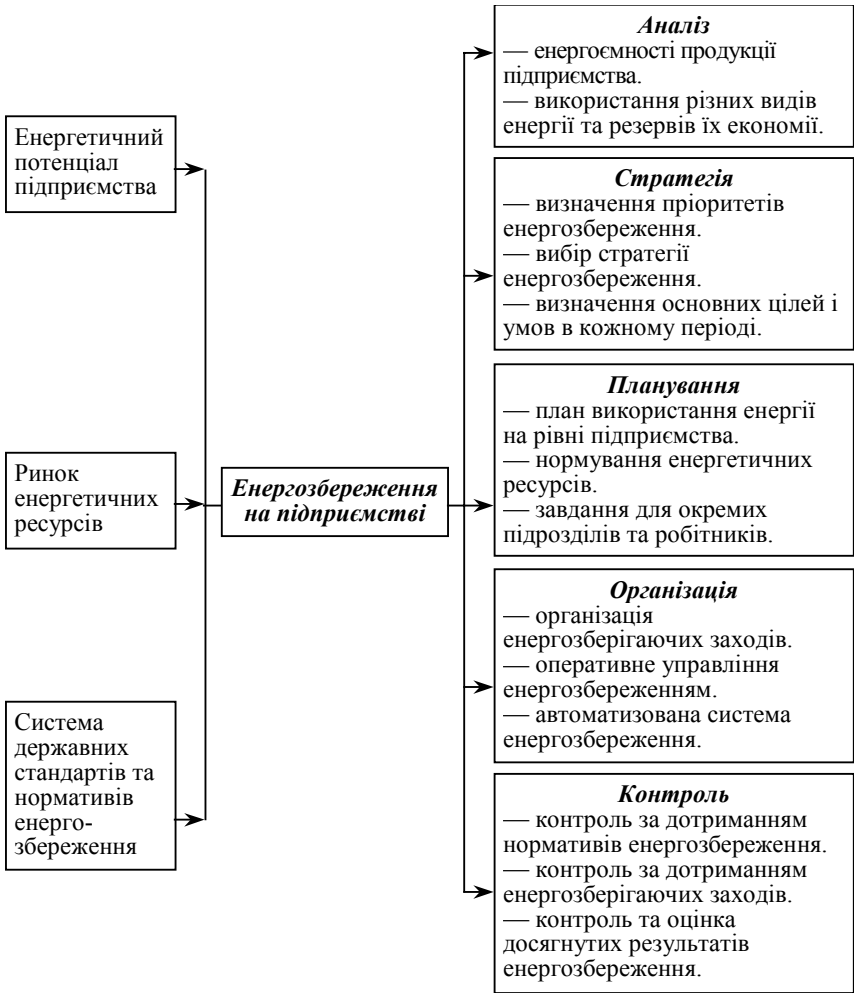 Енергетичний
потенціал
підприємства
Ринок
енергетичних
ресурсів
Система
державних
стандартів та
нормативів
енерго-
збереження
Енергозбереження
на підприємстві
Аналіз
— енергоємності продукції
підприємства.
— використання різних видів
енергії та резервів їх економії.
Стратегія
— визначення пріоритетів
енергозбереження.
— вибір стратегії
енергозбереження.
— визначення основних цілей і
умов в кожному періоді.
Планування
— план використання енергії
на рівні підприємства.
— нормування енергетичних
ресурсів.
— завдання для окремих
підрозділів та робітників.
Організація
— організація
енергозберігаючих заходів.
— оперативне управління
енергозбереженням.
— автоматизована система
енергозбереження.
Контроль
— контроль за дотриманням
нормативів енергозбереження.
— контроль за дотриманням
енергозберігаючих заходів.
— контроль та оцінка
досягнутих результатів
енергозбереження.